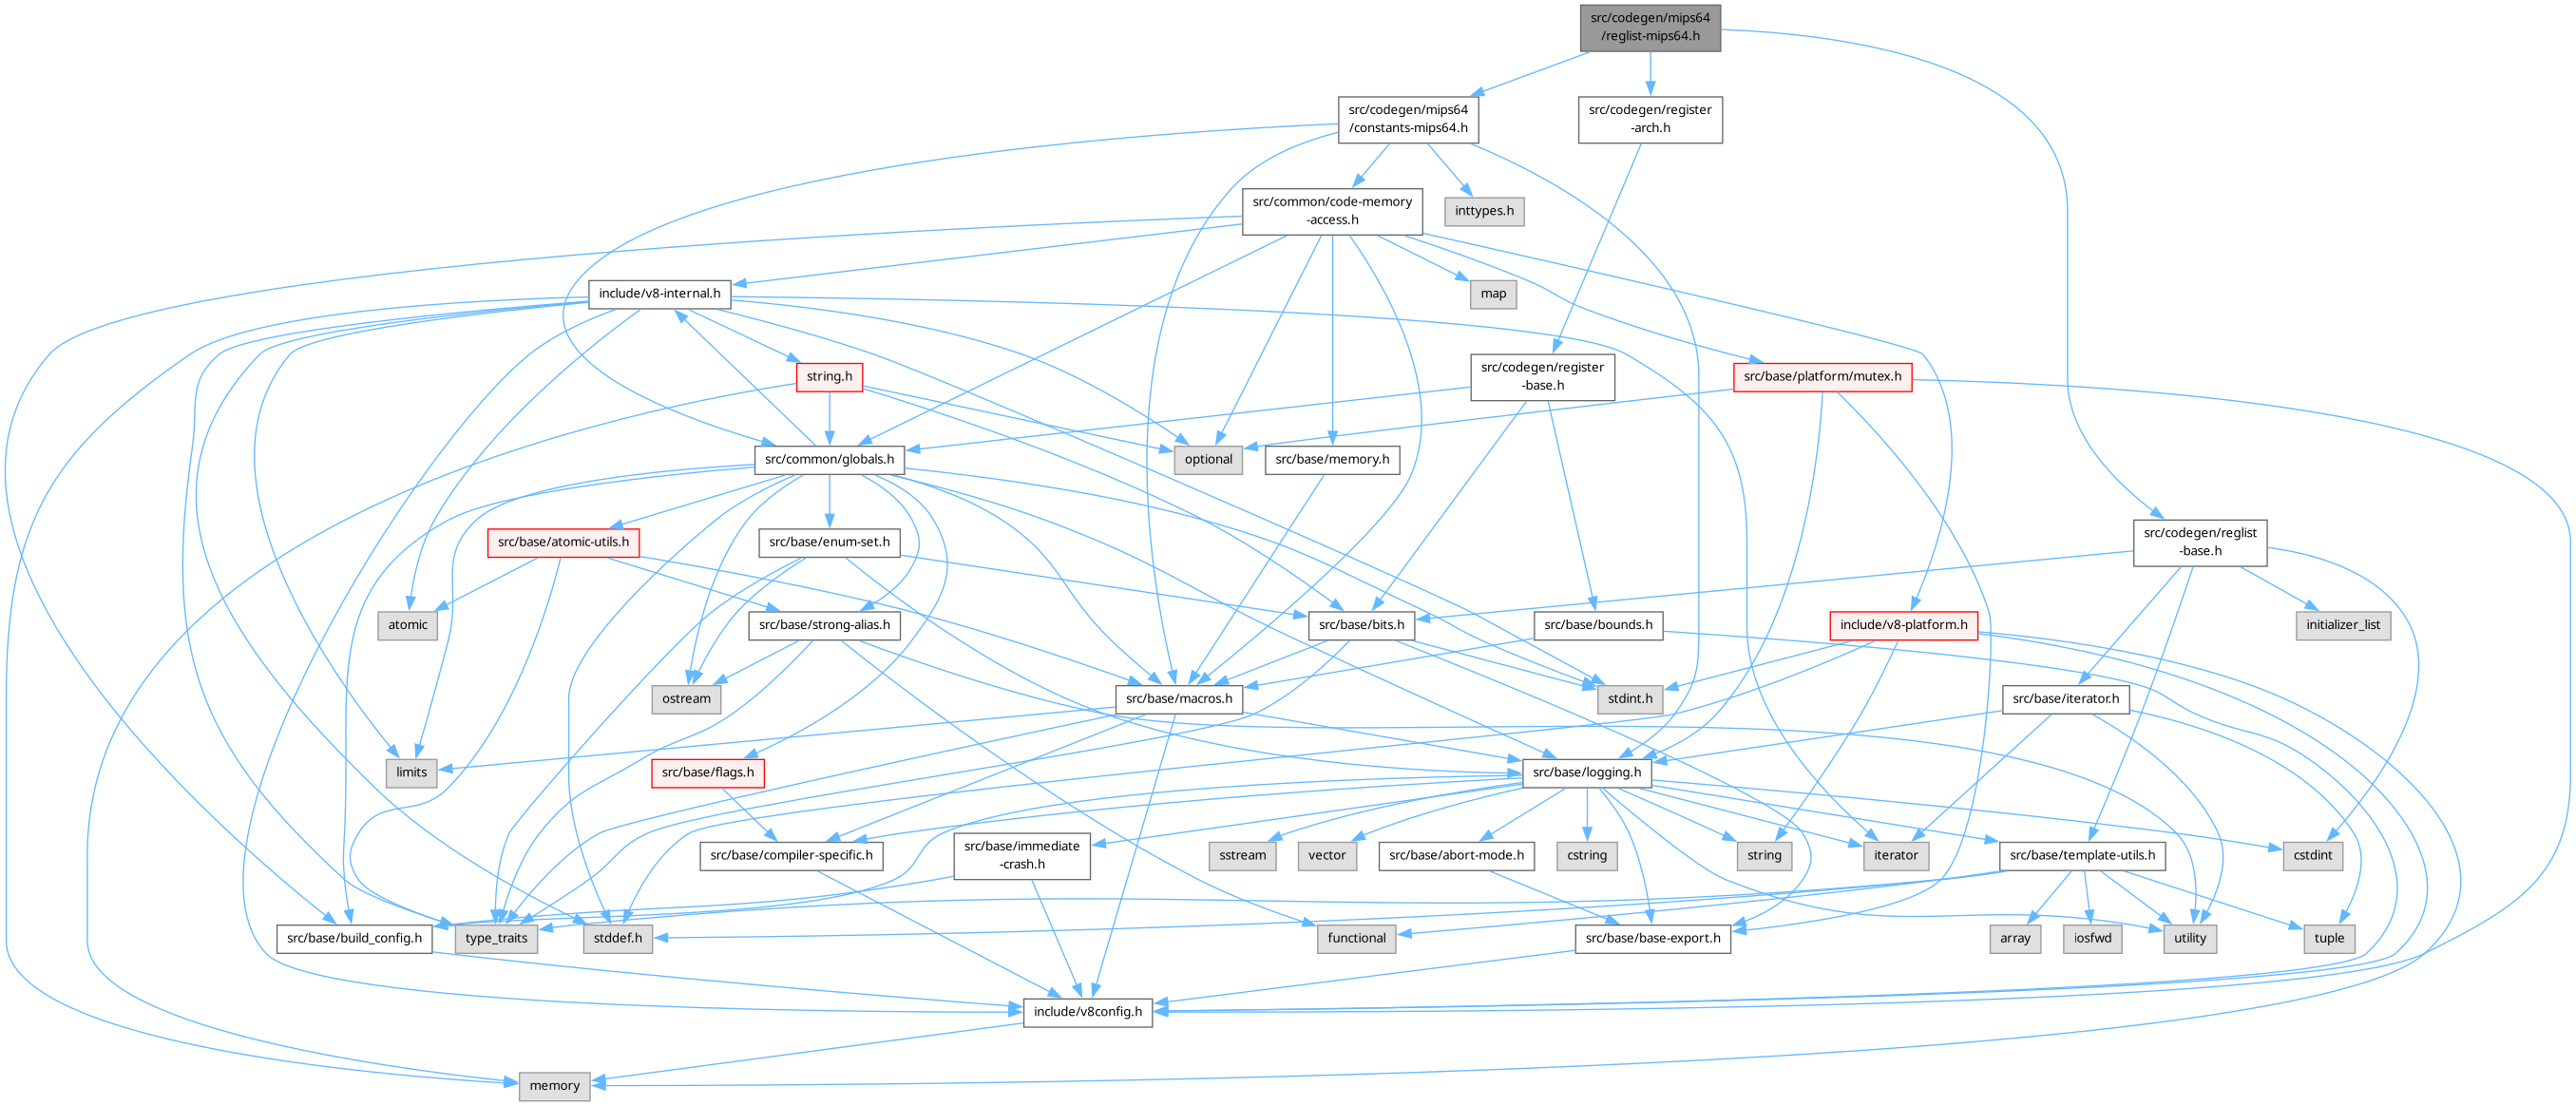 src/codegen/mips64
/reglist-mips64.h
src/codegen/mips64
/constants-mips64.h
src/codegen/register
-arch.h
src/common/code-memory
-access.h
inttypes.h
include/v8-internal.h
map
string.h
src/codegen/register
-base.h
src/base/platform/mutex.h
src/common/globals.h
optional
src/base/memory.h
src/base/atomic-utils.h
src/base/enum-set.h
src/codegen/reglist
-base.h
atomic
src/base/strong-alias.h
src/base/bits.h
src/base/bounds.h
include/v8-platform.h
initializer_list
ostream
src/base/macros.h
stdint.h
src/base/iterator.h
limits
src/base/flags.h
src/base/logging.h
src/base/compiler-specific.h
src/base/immediate
-crash.h
sstream
vector
src/base/abort-mode.h
cstring
string
iterator
src/base/template-utils.h
cstdint
src/base/build_config.h
type_traits
stddef.h
functional
src/base/base-export.h
array
iosfwd
utility
tuple
include/v8config.h
memory